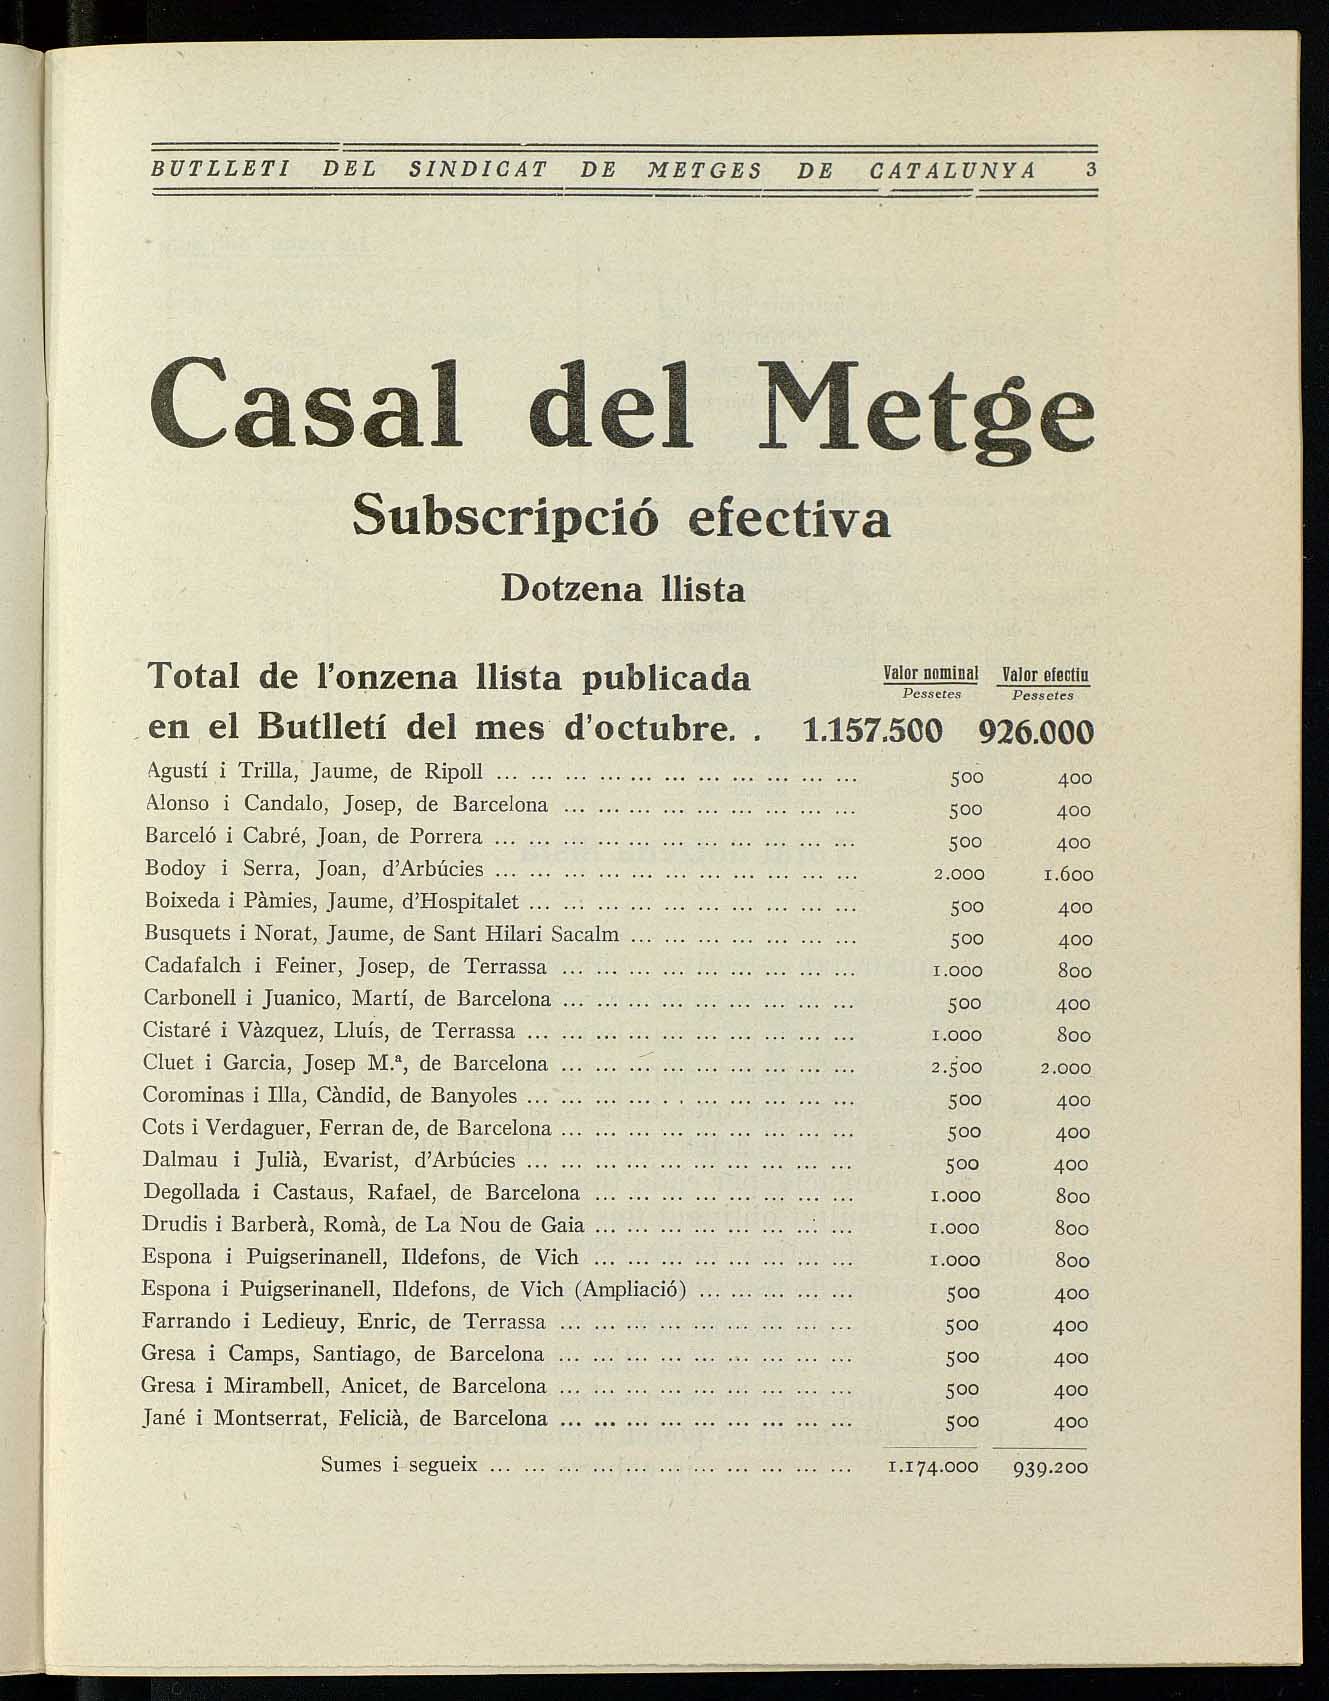 BUTLLETI DEL SINDICAT DE METGES DE CATALUNYA 3
Casal del Metge
Subscripció efectiva
Dotzena llista
Total de l'onzena llista publicada Valor nominal Valor efectiu
Pessetes Pessetes
en el Butlletí del mes d'octubre. . 1.157.500 926.000
Agustí i Trilla, Jaume, de Ripoll ... ... ... ... ... ... ... ... ... ... ... 500 400
Alonso i Candalo, Josep, de Barcelona ... ... ... ... ... ... ... ... ... 500 400
Barceló i Cabré, Joan, de Porrera ... ... ... ... ... ... ... ... ... ... ... 500 400
Bodoy i Serra, Joan, d'Arbúcies ... ... ... ... ... ... ... ... ... ... ... 2.000 1.600
Boixeda i Pàmies, Jaume, d'Hospitalet ... ... ... ... ... ... ... ... ... ... 500 400
Busquets i Norat, Jaume, de Sant Hilari Sacalm ... ... ... ... ... ... ... 500 400
Cadafalch i Feiner, Josep, de Terrassa ... ... ... ... ... ... ... ... ... 1.000 800
Carbonell i Juanico, Martí, de Barcelona ... ... ... ... ... ... ... ... ... 500 400
Cistaré i Vàzquez, Lluís, de Terrassa ... ... ... ... ... ... ... ... ... ... 1.000 800
Cluet i Garcia, Josep M.ª, de Barcelona ... ... ... ... ... ... ... ... ... 2.500 2.000
Corominas i Illa, Càndid, de Banyoles ... ... ... ... . . ... ... ... ... ... 500 400
Cots i Verdaguer, Ferran de, de Barcelona ... ... ... ... ... ... ... ... ... 500 400
Dalmau i Julià, Evarist, d'Arbúcies ... ... ... ... ... ... ... ... ... ... 500 400
Degollada i Castaus, Rafael, de Barcelona ... ... ... ... ... ... ... ... 1.000 800
Drudis i Barberà, Romà, de La Nou de Gaia ... ... ... ... ... ... ... ... 1.000 800
Espona i Puigserinanell, Ildefons, de Vich ... ... ... ... ... ... ... ... 1.000 800
Espona i Puigserinanell, Ildefons, de Vich (Ampliació) ... ... ... ... ... 500 400
Farrando i Ledieuy, Enric, de Terrassa ... ... ... ... ... ... ... ... ... 500 400
Gresa i Camps, Santiago, de Barcelona ... ... ... ... ... ... ... ... ... 500 400
Gresa i Mirambell, Anicet, de Barcelona ... ... ... ... ... ... ... ... ... 500 400
Jané i Montserrat, Felicià, de Barcelona ... ... ... ... ... ... ... ... ... 500 400
Sumes i segueix ... ... ... ... ... ... ... ... ... ... ... 1.174.000 939.200